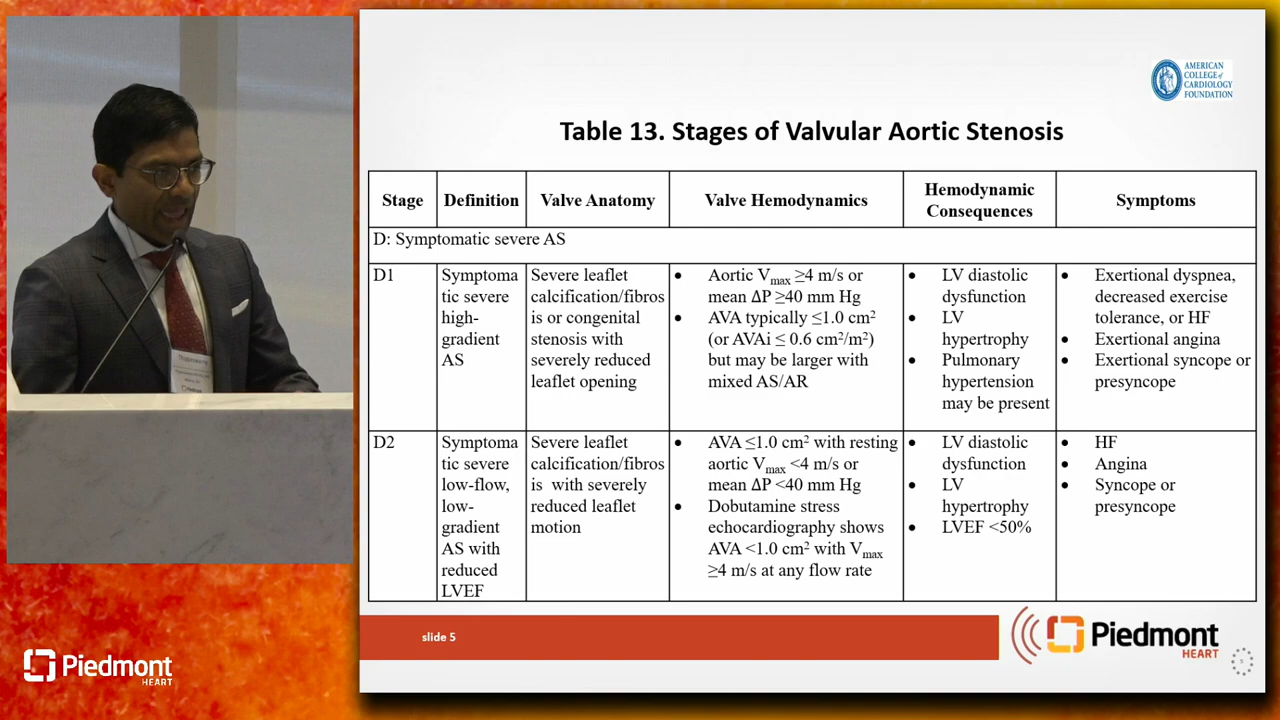 AMERICAN
COLLEGE of
CARDIOLOGY
FOUNDATION
Table 13. Stages of Valvular Aortic Stenosis
Stage
Definition
Valve Anatomy
Valve Hemodynamics
Hemodynamic
Consequences
Symptoms
D: Symptomatic severe AS
D1
Symptoma
tic severe
high-
gradient
AS
Severe leaflet
calcification/fibros
is or congenital
stenosis with
severely reduced
leaflet opening
• Aortic Vmax ≥4 m/s or
mean ΔP ≥40 mm Hg
• AVA typically ≤1.0 cm²
(or AVAi ≤ 0.6 cm²/m²)
but may be larger with
mixed AS/AR
• LV diastolic
dysfunction
• LV
hypertrophy
• Pulmonary
hypertension
may be present
• Exertional dyspnea,
decreased exercise
tolerance, or HF
• Exertional angina
• Exertional syncope or
presyncope
D2
Symptoma
tic severe
low-flow,
low-
gradient
AS with
reduced
LVEF
Severe leaflet
calcification/fibros
is with severely
reduced leaflet
motion
• AVA ≤1.0 cm² with resting
aortic Vmax <4 m/s or
mean ΔP <40 mm Hg
• Dobutamine stress
echocardiography shows
AVA <1.0 cm² with Vmax
≥4 m/s at any flow rate
• LV diastolic
dysfunction
• LV
hypertrophy
• LVEF <50%
• HF
• Angina
• Syncope or
presyncope
slide 5
Piedmont
HEART
Piedmont
HEART